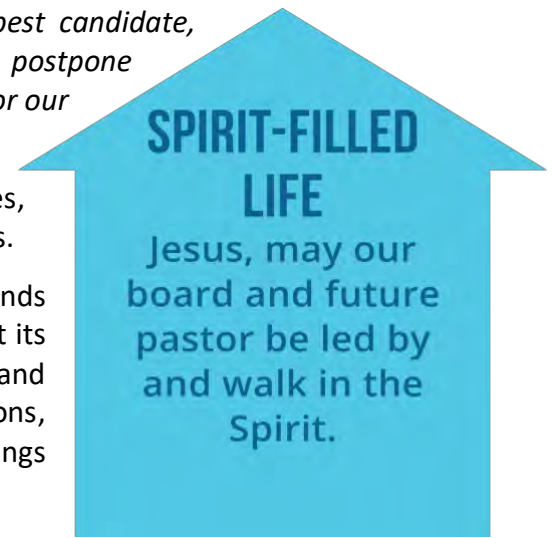 best candidate,
postpone
or our
es,
s.
nds
t its
and
ons,
ngs
SPIRIT-FILLED
LIFE
Jesus, may our
board and future
pastor be led by
and walk in the
Spirit.